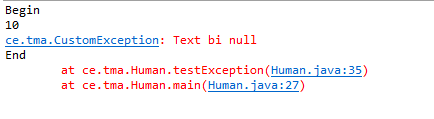 Begin
10
ce.tma.CustomException: Text bi null
End
at ce.tma.Human.testException(Human.java:35)
at ce.tma.Human.main(Human.java:27)